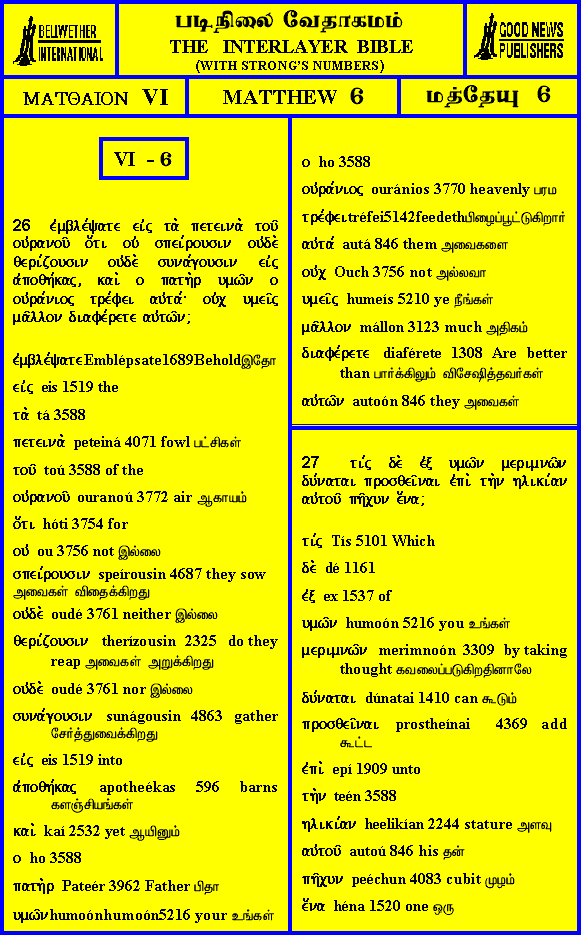 BELLWETHER
INTERNATIONAL
படிநிலை வேதாகமம்
THE INTERLAYER BIBLE
(WITH STRONG'S NUMBERS)
GOOD NEWS
PUBLISHERS
ΜΑΤΘΑΙΟΝ VI
MATTHEW 6
மத்தேயு 6
VI - 6
26 ἐμβλέψατε εἰς τὰ πετεινὰ τοῦ
οὐρανοῦ ὅτι οὐ σπείρουσιν οὐδὲ
θερίζουσιν οὐδὲ συνάγουσιν εἰς
ἀποθήκας, καὶ ο πατὴρ υμῶν ο
οὐράνιος τρέφει αὐτά· οὐχ υμεῖς
μᾶλλον διαφέρετε αὐτῶν;
ἐμβλέψατε Emblépsate1689Beholdஇதோ
εἰς eis 1519 the
τὰ tá 3588
πετεινὰ peteiná 4071 fowl பட்சிகள்
τοῦ toú 3588 of the
οὐρανοῦ ouranoú 3772 air ஆகாயம்
ὅτι hóti 3754 for
οὐ ou 3756 not இல்லை
σπείρουσιν speírousin 4687 they sow
அவைகள் விதைக்கிறது
οὐδὲ oudé 3761 neither இல்லை
θερίζουσιν therízousin 2325 do they
reap அவைகள் அறுக்கிறது
οὐδὲ oudé 3761 nor இல்லை
συνάγουσιν sunágousin 4863 gather
சேர்த்துவைக்கிறது
εἰς eis 1519 into
ἀποθήκας apotheékas 596 barns
களஞ்சியங்கள்
καὶ kaí 2532 yet ஆயினும்
ο ho 3588
πατὴρ Pateér 3962 Father பிதா
υμῶνhumoónhumoón5216 your உங்கள்
ο ho 3588
οὐράνιος ouránios 3770 heavenly பரம
τρέφειtréfei5142feedethபிழைப்பூட்டுகிறார்
αὐτά autá 846 them அவைகளை
οὐχ Ouch 3756 not அல்லவா
υμεῖς humeís 5210 ye நீங்கள்
μᾶλλον mállon 3123 much அதிகம்
διαφέρετε diaférete 1308 Are better
than பார்க்கிலும் விசேஷித்தவர்கள்
αὐτῶν autoón 846 they அவைகள்
27 τίς δὲ ἐξ υμῶν μεριμνῶν
δύναται προσθεῖναι ἐπὶ τὴν ηλικίαν
αὐτοῦ πῆχυν ἕνα;
τίς Tís 5101 Which
δὲ dé 1161
ἐξ ex 1537 of
υμῶν humoón 5216 you உங்கள்
μεριμνῶν merimnoón 3309 by taking
thought கவலைப்படுகிறதினாலே
δύναται dúnatai 1410 can கூடும்
προσθεῖναι prostheínai 4369 add
கூட்ட
ἐπὶ epí 1909 unto
τὴν teén 3588
ηλικίαν heelikían 2244 stature அளவு
αὐτοῦ autoú 846 his தன்
πῆχυν peéchun 4083 cubit முழம்
ἕνα héna 1520 one ஒரு